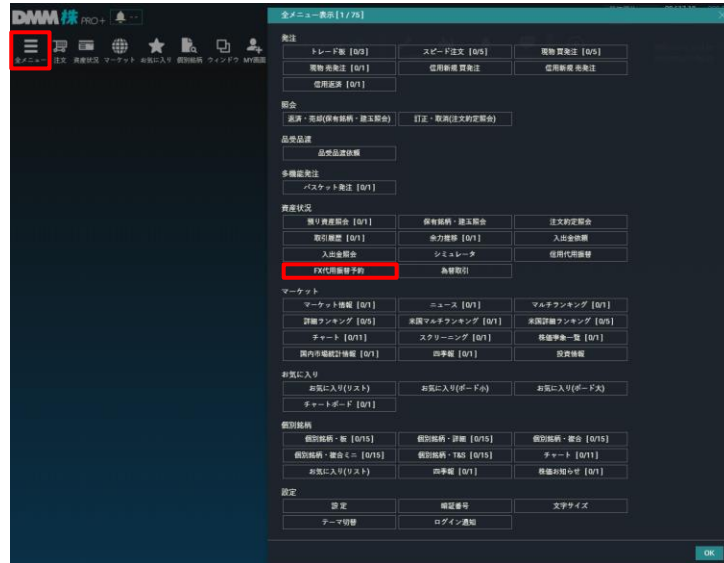 DMM 株 PRO+
全メニュー 注文 資産状況 マーケット お気に入り 個別銘柄 ウィンドウ MY画面
全メニュー表示 [1/75]
発注
トレード板 [0/3] スピード注文 [0/5] 現物 買発注 [0/5]
現物 売発注 [0/1] 信用新規 買発注 信用新規 売発注
信用返済 [0/1]
照会
返済・売却(保有銘柄・建玉照会) 訂正・取消(注文約定照会)
品受品渡
品受品渡依頼
多機能発注
バスケット発注 [0/1]
資産状況
預り資産照会 [0/1] 保有銘柄・建玉照会 注文約定照会
取引履歴 [0/1] 余力推移 [0/1] 入出金依頼
入出金照会 シミュレータ 信用代用振替
FX代用振替予約 為替取引
マーケット
マーケット情報 [0/1] ニュース [0/1] マルチランキング [0/1]
詳細ランキング [0/5] 米国マルチランキング [0/1] 米国詳細ランキング [0/5]
チャート [0/11] スクリーニング [0/1] 株価予象一覧 [0/1]
国内市場統計情報 [0/1] 四季報 [0/1] 投資情報
お気に入り
お気に入り(リスト) お気に入り(ボード小) お気に入り(ボード大)
チャートボード [0/1]
個別銘柄
個別銘柄・板 [0/15] 個別銘柄・詳細 [0/15] 個別銘柄・複合 [0/15]
個別銘柄・複合ミニ [0/15] 個別銘柄・T&S [0/15] チャート [0/11]
お気に入り(リスト) 四季報 [0/1] 株価お知らせ [0/1]
設定
設定 暗証番号 文字サイズ
テーマ切替 ログイン通知
OK